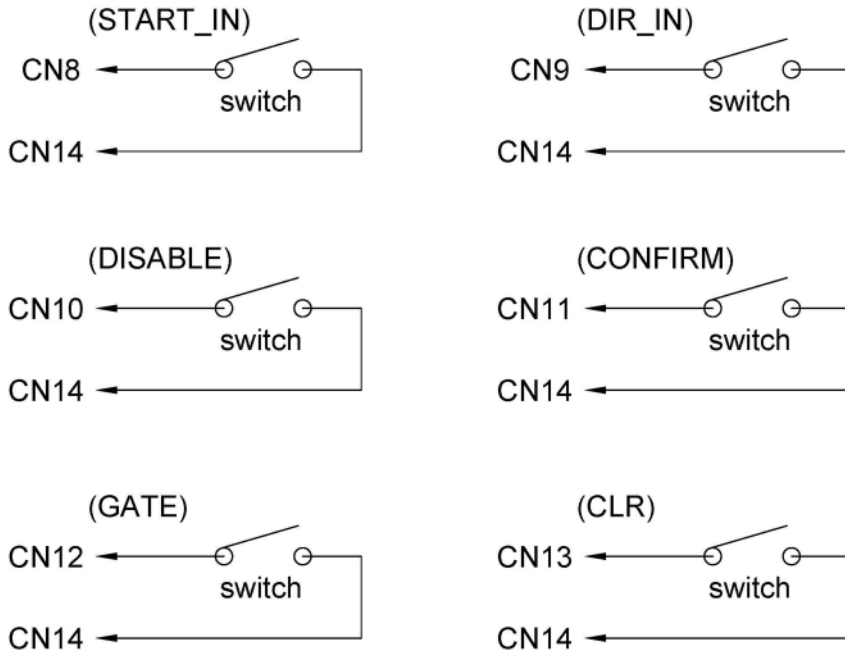 (START_IN)
CN8
switch
CN14
(DIR_IN)
CN9
switch
CN14
(DISABLE)
CN10
switch
CN14
(CONFIRM)
CN11
switch
CN14
(GATE)
CN12
switch
CN14
(CLR)
CN13
switch
CN14